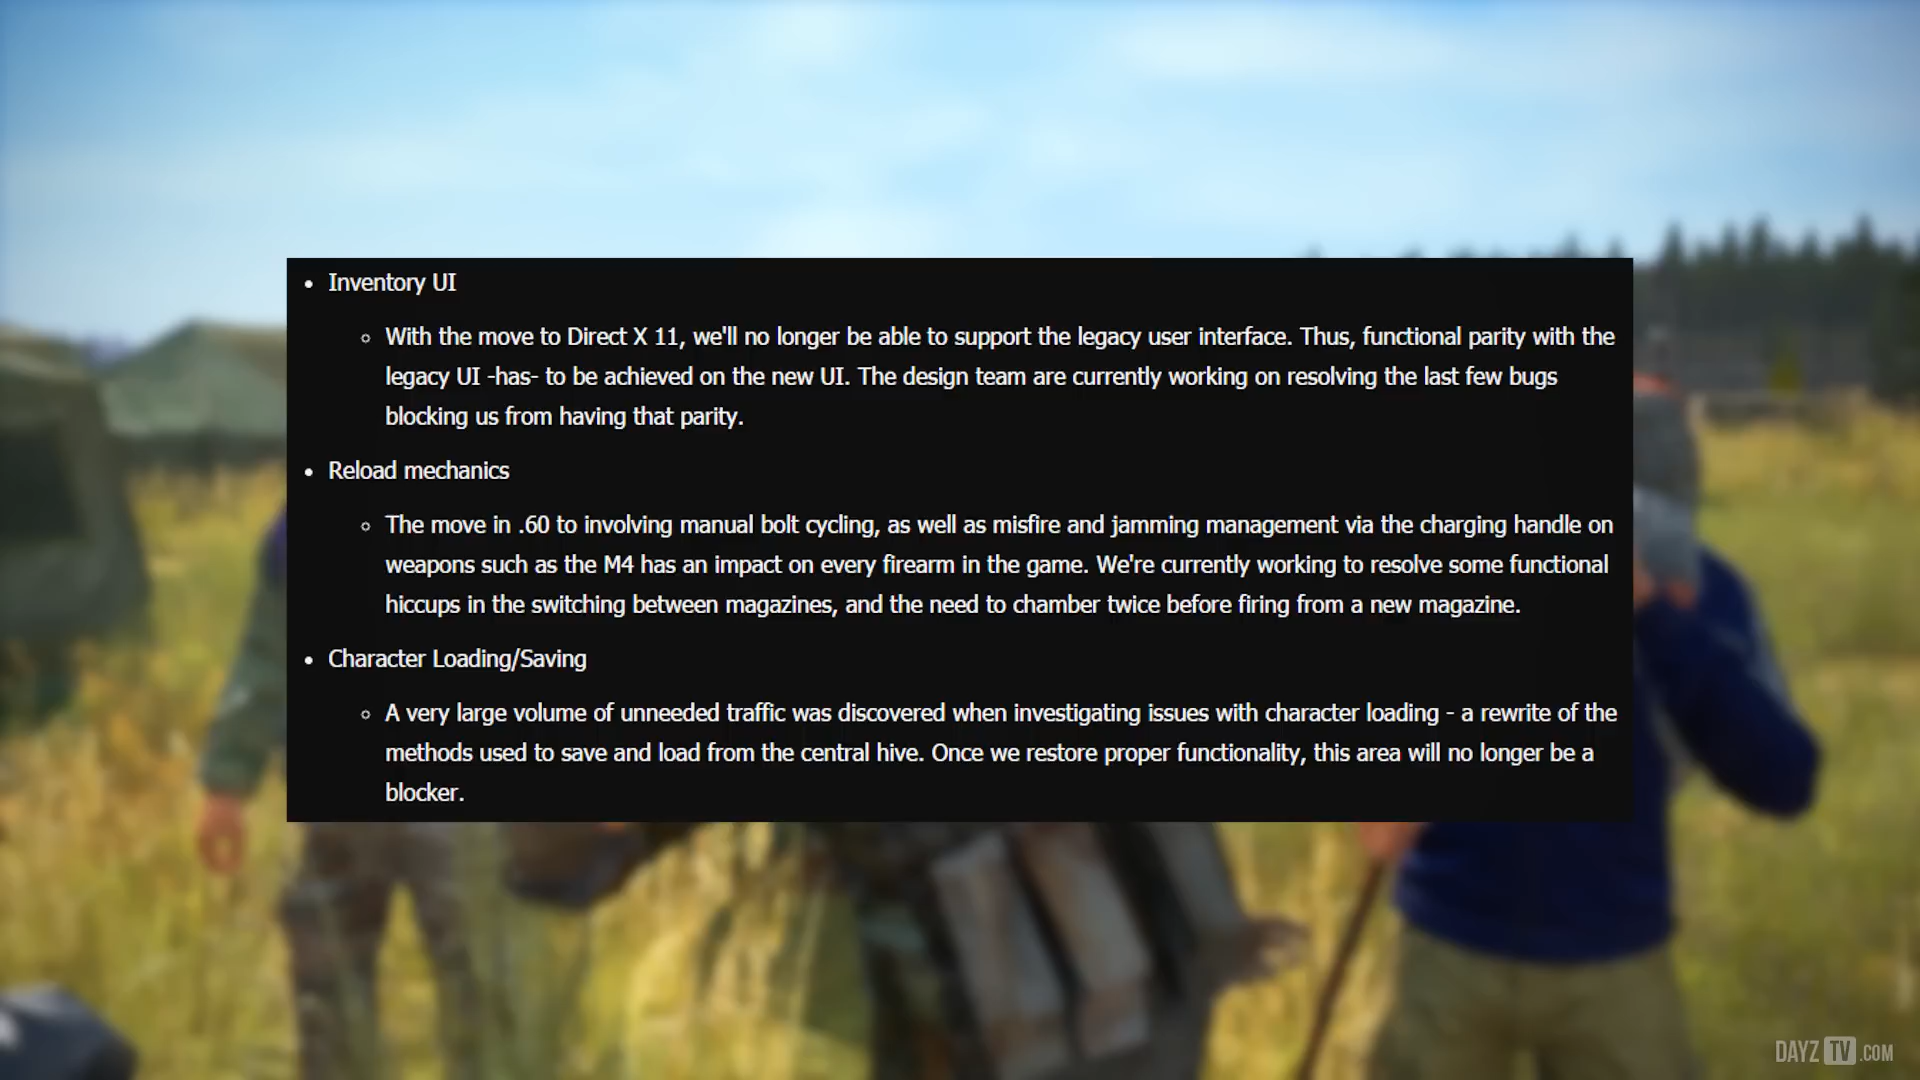 • Inventory UI
◦ With the move to Direct X 11, we'll no longer be able to support the legacy user interface. Thus, functional parity with the
legacy UI -has- to be achieved on the new UI. The design team are currently working on resolving the last few bugs
blocking us from having that parity.
• Reload mechanics
◦ The move in .60 to involving manual bolt cycling, as well as misfire and jamming management via the charging handle on
weapons such as the M4 has an impact on every firearm in the game. We're currently working to resolve some functional
hiccups in the switching between magazines, and the need to chamber twice before firing from a new magazine.
• Character Loading/Saving
◦ A very large volume of unneeded traffic was discovered when investigating issues with character loading - a rewrite of the
methods used to save and load from the central hive. Once we restore proper functionality, this area will no longer be a
blocker.
DAYZ TV .COM